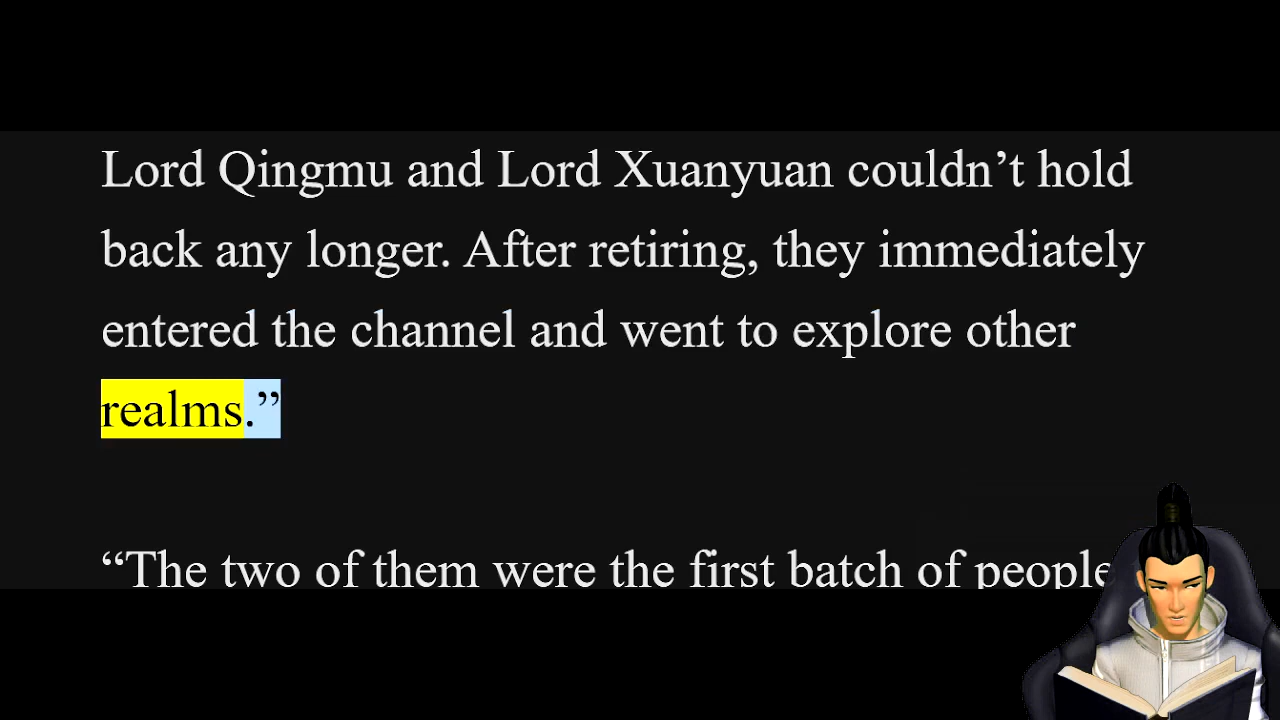 Lord Qingmu and Lord Xuanyuan couldn’t hold
back any longer. After retiring, they immediately
entered the channel and went to explore other
realms.”
“The two of them were the first batch of people